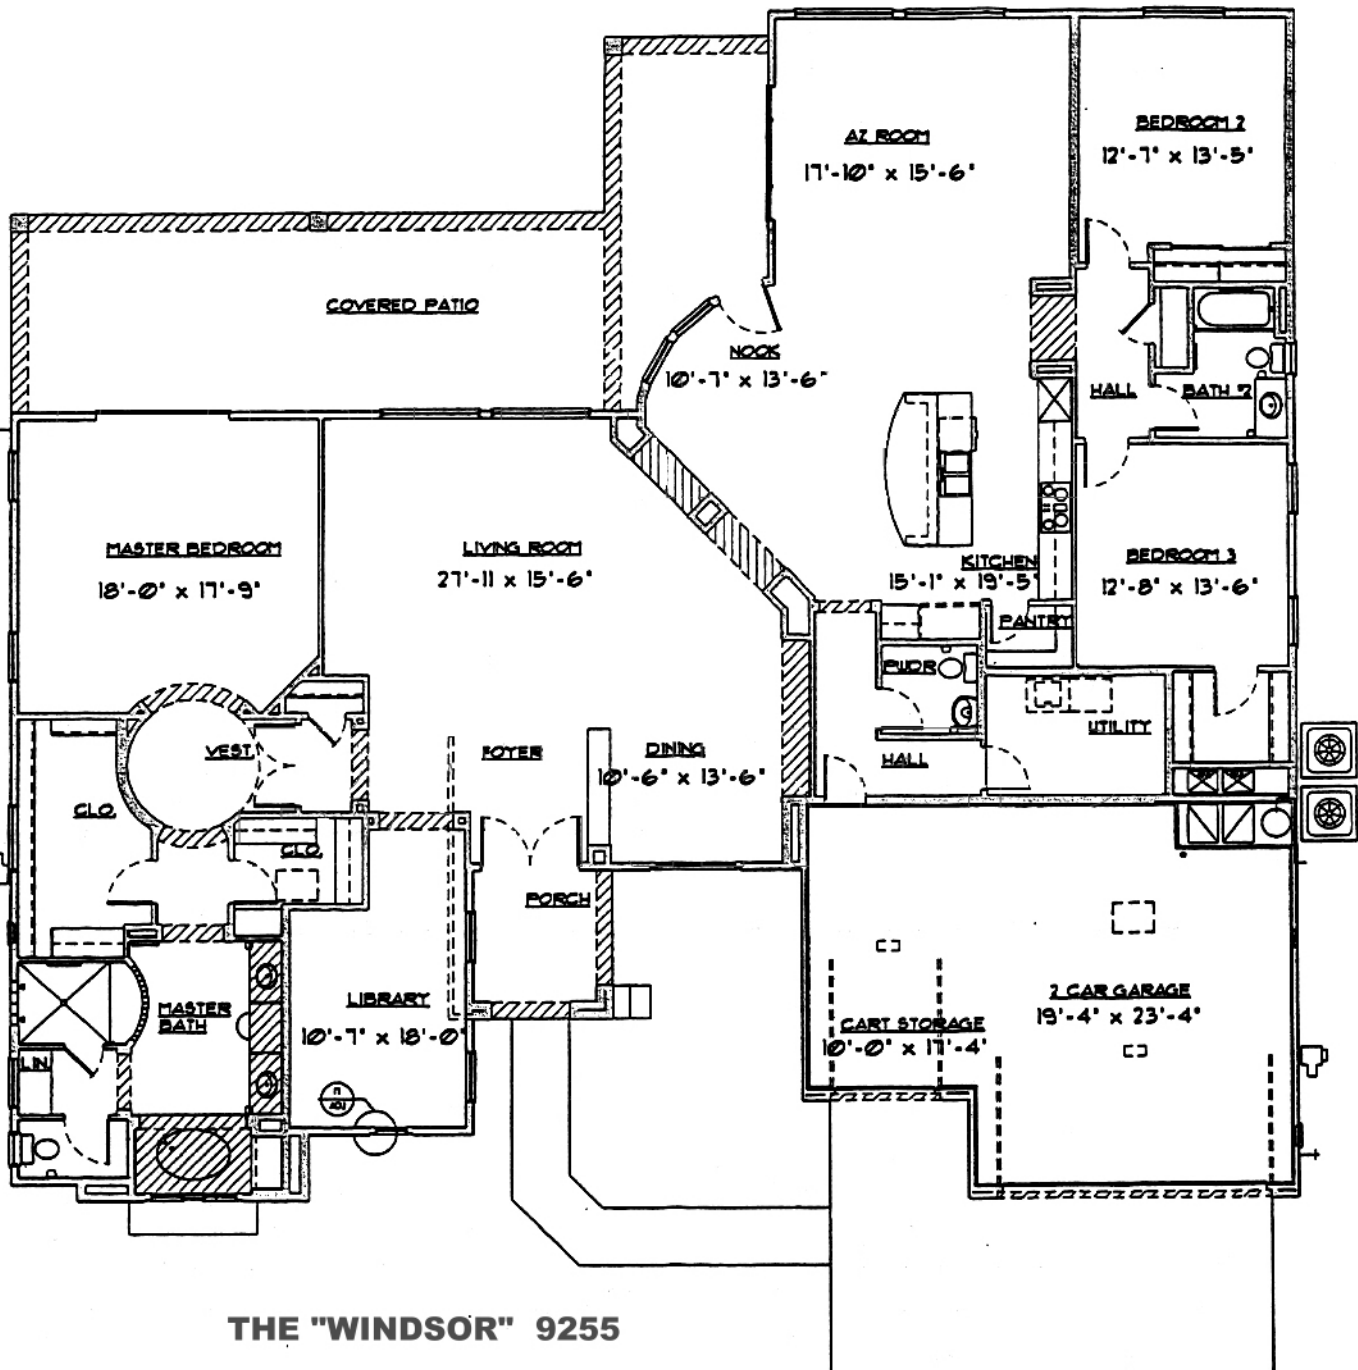 AZ ROOM
17'-10" x 15'-6"
BEDROOM 2
12'-7" x 13'-5"
COVERED PATIO
NOOK
10'-7" x 13'-6"
HALL
BATH #2
MASTER BEDROOM
18'-0" x 17'-9"
LIVING ROOM
27'-11 x 15'-6"
KITCHEN
15'-1" x 19'-5"
BEDROOM 3
12'-8" x 13'-6"
PANTRY
PWDR
UTILITY
VEST.
FOYER
DINING
10'-6" x 13'-6"
HALL
CLO.
CLO.
PORCH
MASTER
BATH
LIBRARY
10'-7" x 18'-0"
2 CAR GARAGE
19'-4" x 23'-4"
CART STORAGE
10'-0" x 17'-4"
LIN.
THE "WINDSOR" 9255